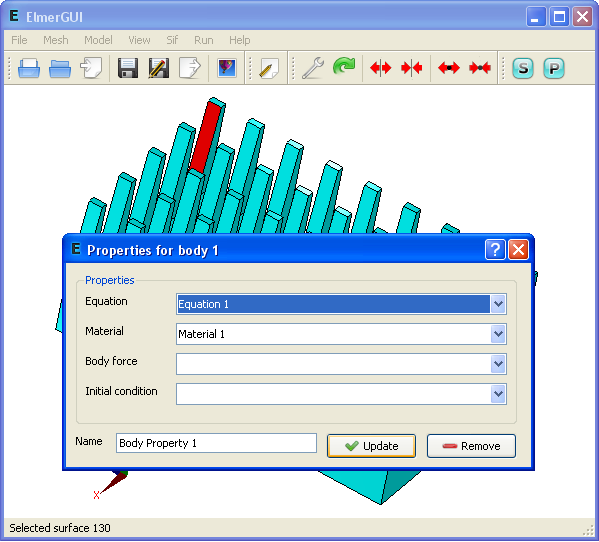 E ElmerGUI
File Mesh Model View Sif Run Help
S P
E Properties for body 1 ?
Properties
Equation Equation 1
Material Material 1
Body force
Initial condition
Name Body Property 1 Update Remove
X
Selected surface 130